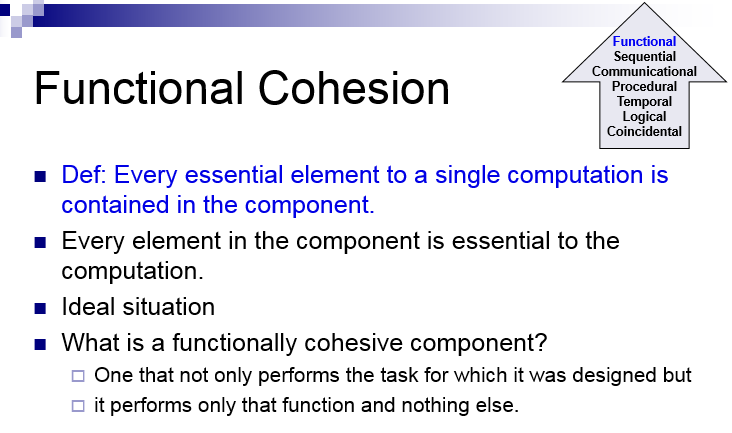 Functional
Sequential
Communicational
Procedural
Temporal
Logical
Coincidental
Functional Cohesion
Def: Every essential element to a single computation is
contained in the component.
Every element in the component is essential to the
computation.
Ideal situation
What is a functionally cohesive component?
One that not only performs the task for which it was designed but
it performs only that function and nothing else.